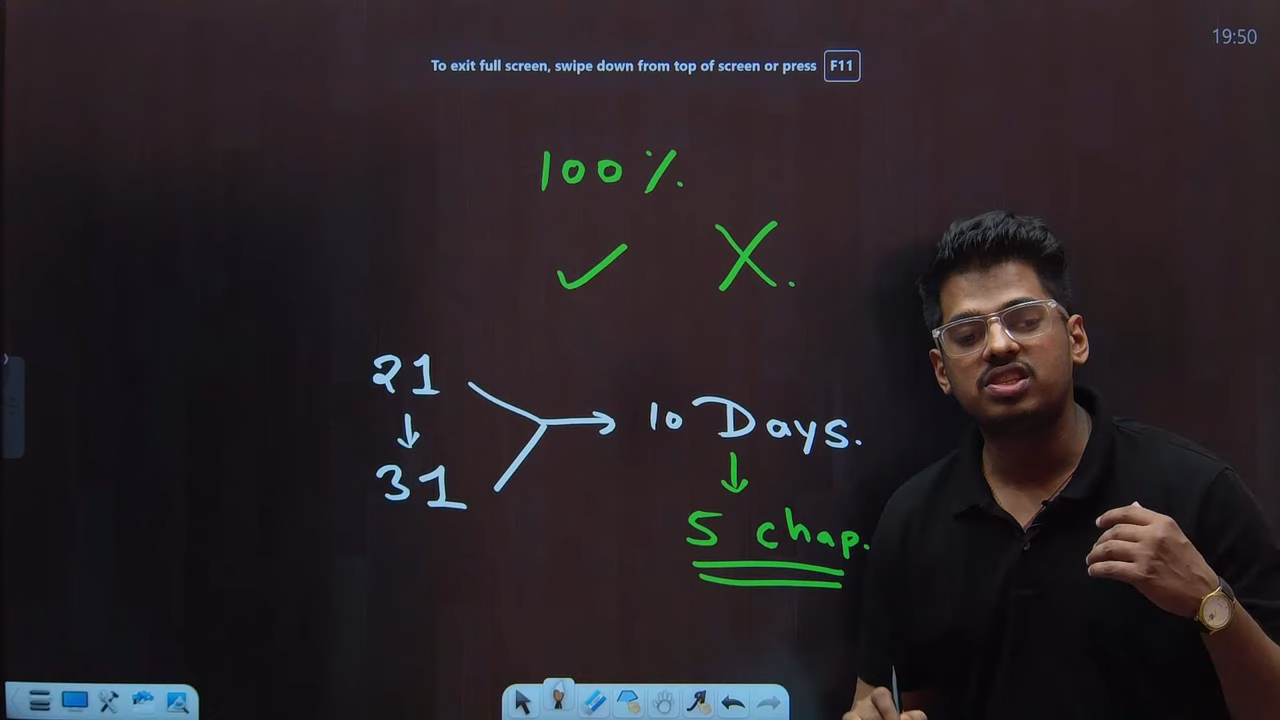 19:50
To exit full screen, swipe down from top of screen or press F11
100%.
✓ X.
21
↓
31
→ 10 Days.
↓
5 chap.